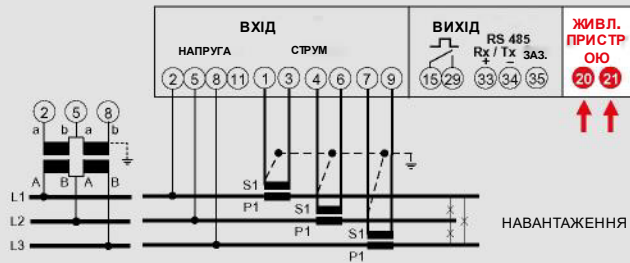 ВХІД
ВИХІД
ЖИВЛ.
ПРИСТР
ОЮ
НАПРУГА
СТРУМ
RS 485
Rx / Tx
ЗАЗ.
+ −
2 5 8 11 1 3 4 6 7 9 15 29 33 34 35 20 21
2 5 8
a b a b
A B A B
S1
P1
S1
P1
S1
P1
L1
L2
L3
НАВАНТАЖЕННЯ